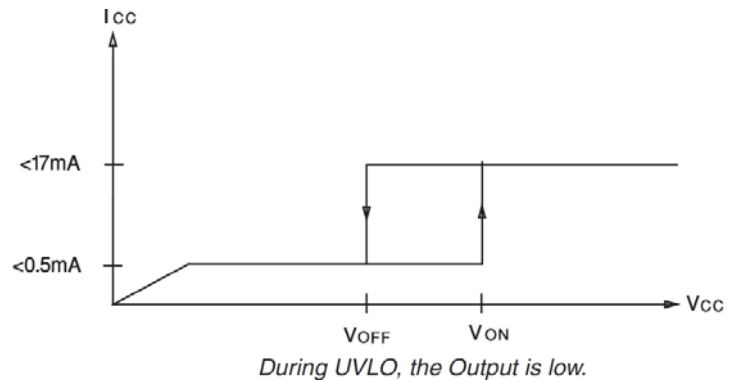 Icc
<17mA
<0.5mA
Vcc
VOFF
VON
During UVLO, the Output is low.